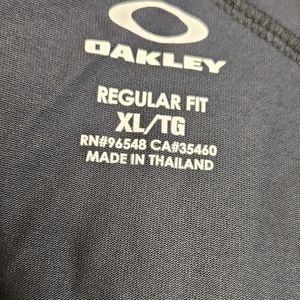 OAKLEY
REGULAR FIT
XL/TG
RN#96548 CA#35460
MADE IN THAILAND